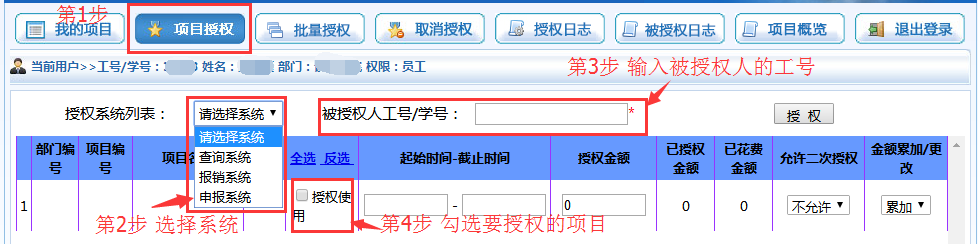 第1步
我的项目 项目授权 批量授权 取消授权 授权日志 被授权日志 项目概览 退出登录
当前用户>>工号/学号：3 3 姓名： 部门： 权限：员工
第3步 输入被授权人的工号
授权系统列表： 请选择系统 被授权人工号/学号： * 授 权
请选择系统
查询系统
报销系统
申报系统
部门编号 项目编号 项目名 全选 反选 起始时间-截止时间 授权金额 已授权金额 已花费金额 允许二次授权 金额累加/更改
1 授权使用 - 0 0 0 不允许 累加
第2步 选择系统
第4步 勾选要授权的项目